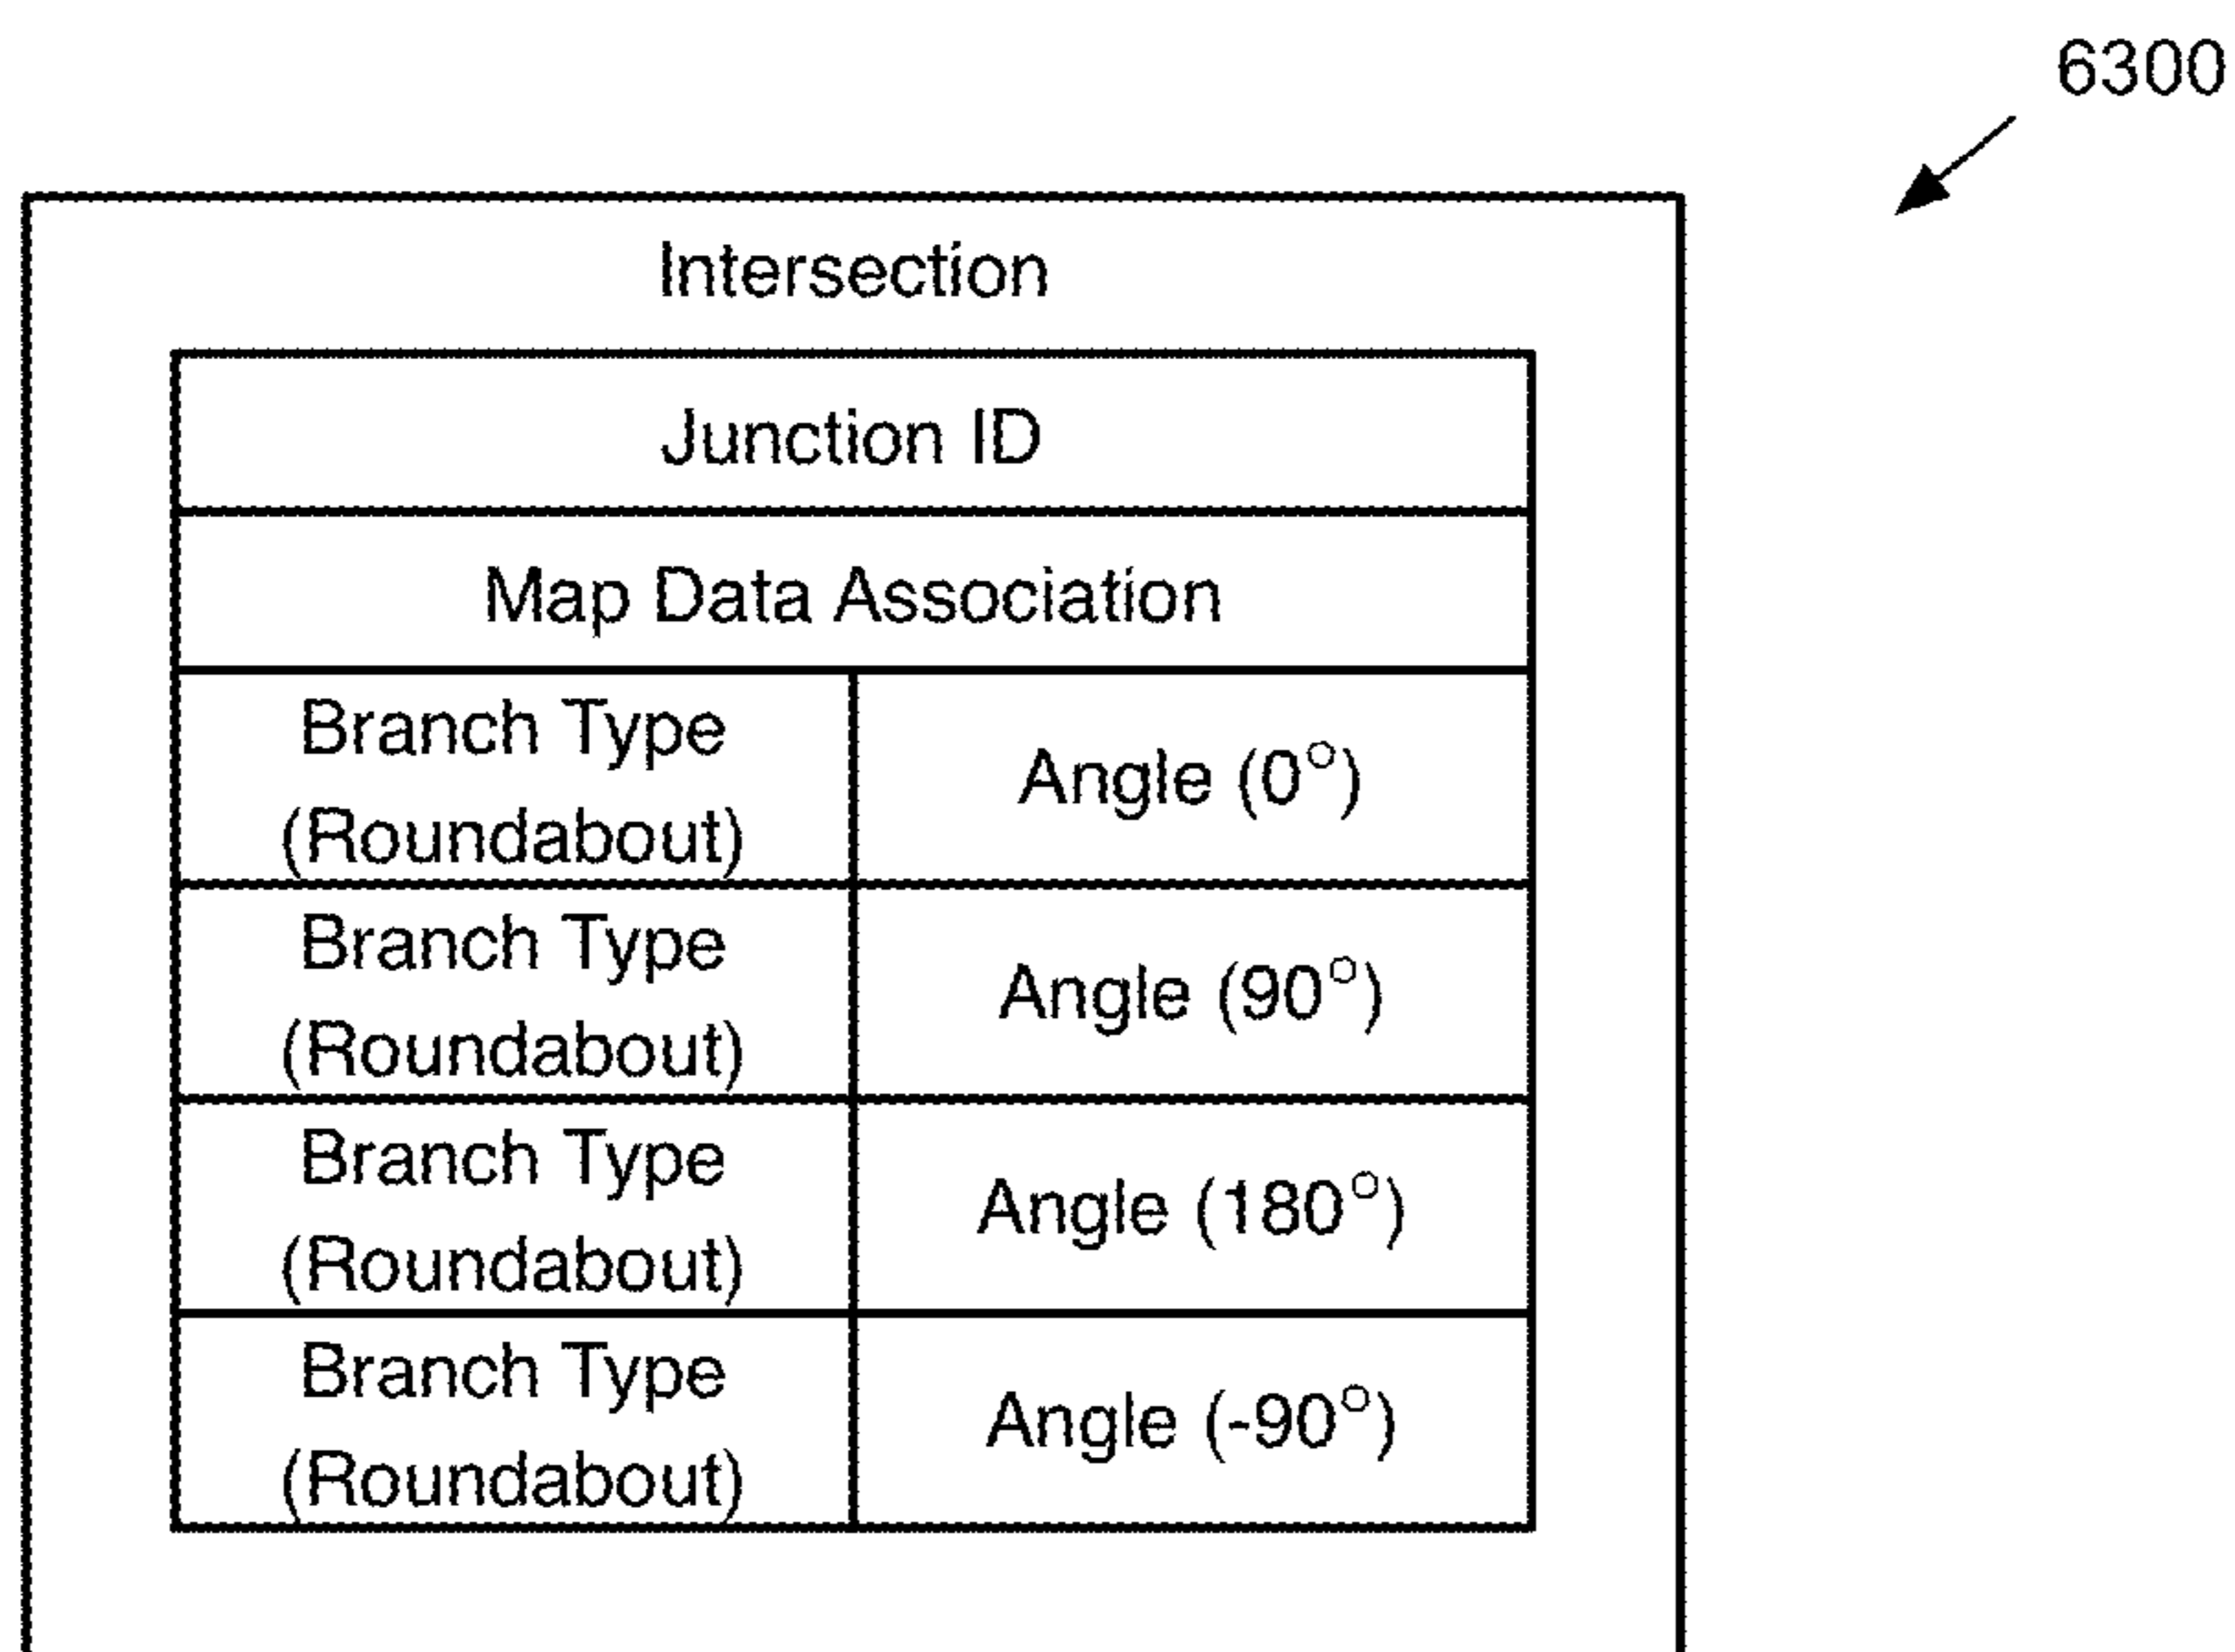 6300
Intersection
Junction ID
Map Data Association
Branch Type
(Roundabout)
Angle (0°)
Branch Type
(Roundabout)
Angle (90°)
Branch Type
(Roundabout)
Angle (180°)
Branch Type
(Roundabout)
Angle (-90°)